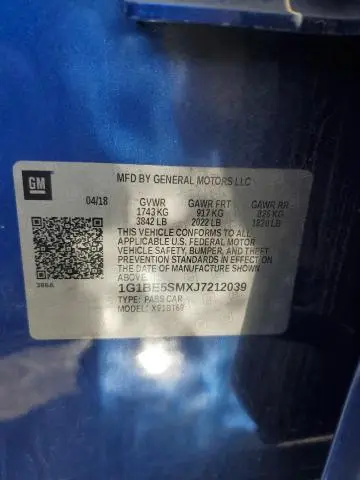 GM
MFD BY GENERAL MOTORS LLC
04/18 GVWR GAWR FRT GAWR RR
1743 KG 917 KG 826 KG
3842 LB 2022 LB 1820 LB
THIS VEHICLE CONFORMS TO ALL
APPLICABLE U.S. FEDERAL MOTOR
VEHICLE SAFETY, BUMPER, AND THEFT
PREVENTION STANDARDS IN EFFECT ON
THE DATE OF MANUFACTURE SHOWN
ABOVE.
1G1BE5SMXJ7212039
TYPE: PASS CAR
MODEL: